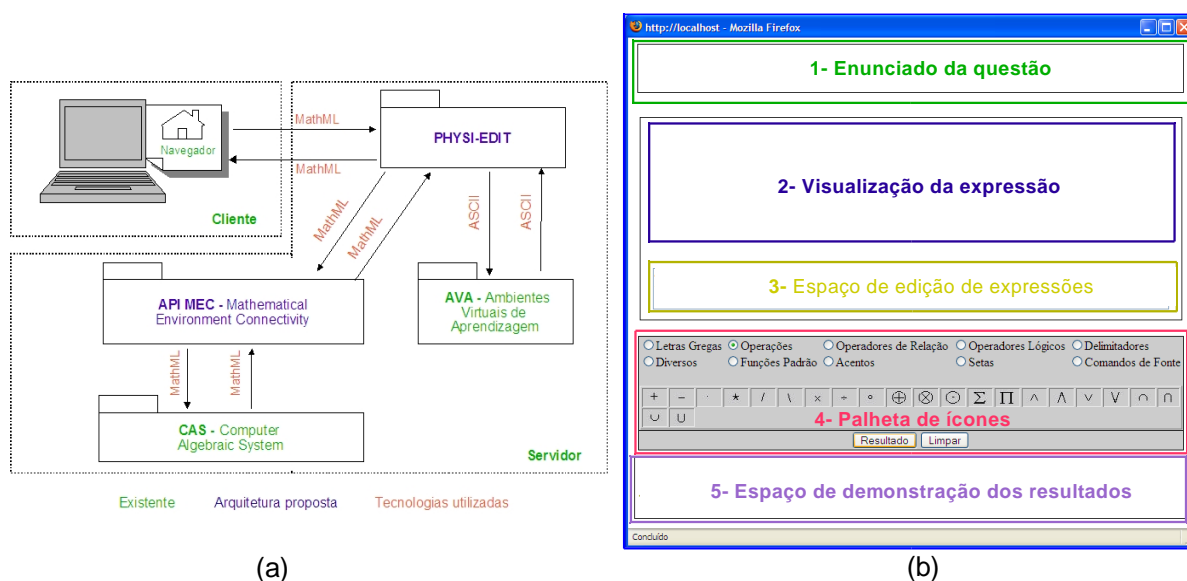 MathML
PHYSI-EDIT
Navegador
MathML
Cliente
MathML
MathML
ASCII
ASCII
API MEC - Mathematical
Environment Connectivity
AVA - Ambientes
Virtuais de
Aprendizagem
MathML
MathML
CAS - Computer
Algebraic System
Servidor
Existente Arquitetura proposta Tecnologias utilizadas
(a)
http://localhost - Mozilla Firefox
1- Enunciado da questão
2- Visualização da expressão
3- Espaço de edição de expressões
Letras Gregas Operações Operadores de Relação Operadores Lógicos Delimitadores
Diversos Funções Padrão Acentos Setas Comandos de Fonte
+ − · * / \ × ÷ ∘ ⊕ ⊗ ⊙ Σ Π ∧ ⋀ ∨ ⋁ ∩ ⋂
∪ ⋃
4- Palheta de ícones
Resultado Limpar
5- Espaço de demonstração dos resultados
Concluído
(b)